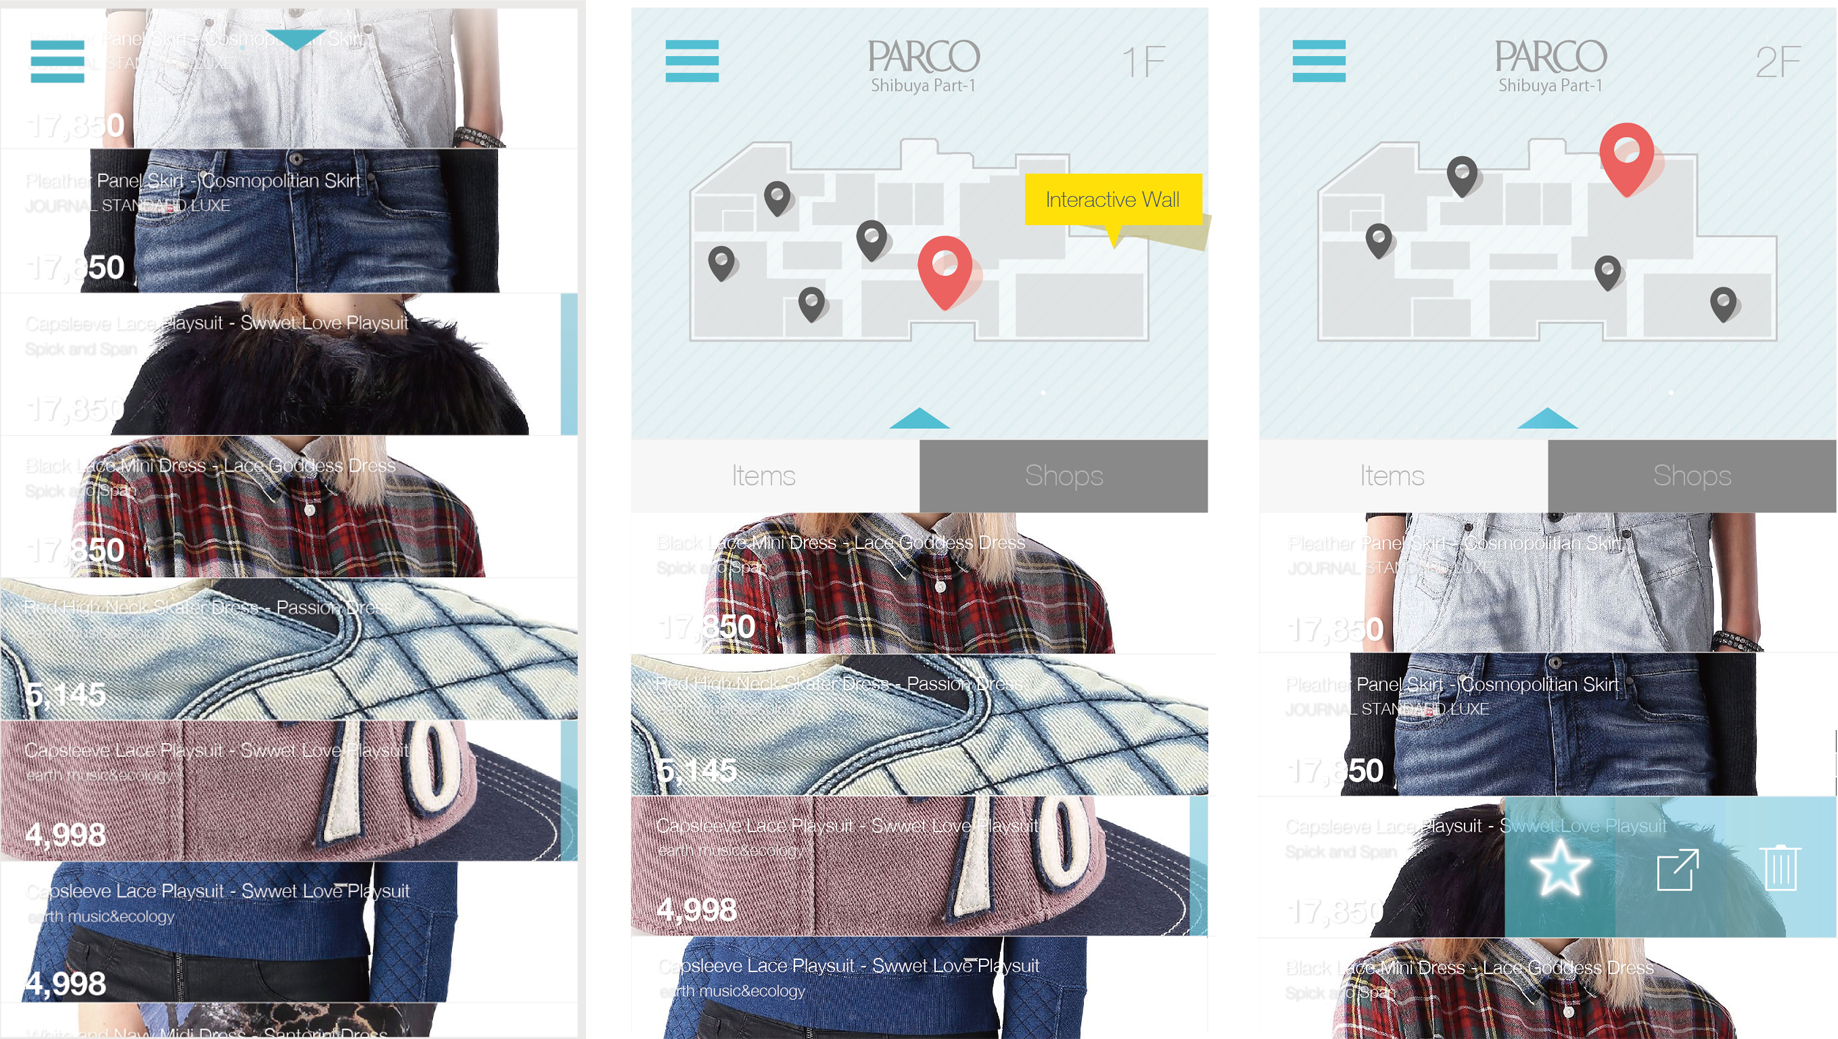 Panel Skirt - Cosmopolitian Skirt
JOURNAL STANDARD LUXE
17,850
Pleather Panel Skirt - Cosmopolitian Skirt
JOURNAL STANDARD LUXE
17,850
Capsleeve Lace Playsuit - Swwet Love Playsuit
Spick and Span
17,850
Black Lace Mini Dress - Lace Goddess Dress
Spick and Span
17,850
Red High Neck Skater Dress - Passion Dress
5,145
Capsleeve Lace Playsuit - Swwet Love Playsuit
earth music&ecology
4,998
Capsleeve Lace Playsuit - Swwet Love Playsuit
earth music&ecology
4,998
White and Navy Midi Dress - Santorini Dress
PARCO
Shibuya Part-1
1F
Interactive Wall
Items
Shops
Black Lace Mini Dress - Lace Goddess Dress
Spick and Span
17,850
Red High Neck Skater Dress - Passion Dress
earth music&ecology
5,145
Capsleeve Lace Playsuit - Swwet Love Playsuit
earth music&ecology
4,998
Capsleeve Lace Playsuit - Swwet Love Playsuit
earth music&ecology
PARCO
Shibuya Part-1
2F
Items
Shops
Pleather Panel Skirt - Cosmopolitian Skirt
JOURNAL STANDARD LUXE
17,850
Pleather Panel Skirt - Cosmopolitian Skirt
JOURNAL STANDARD LUXE
17,850
Capsleeve Lace Playsuit - Swwet Love Playsuit
Spick and Span
17,850
Black Lace Mini Dress - Lace Goddess Dress
Spick and Span